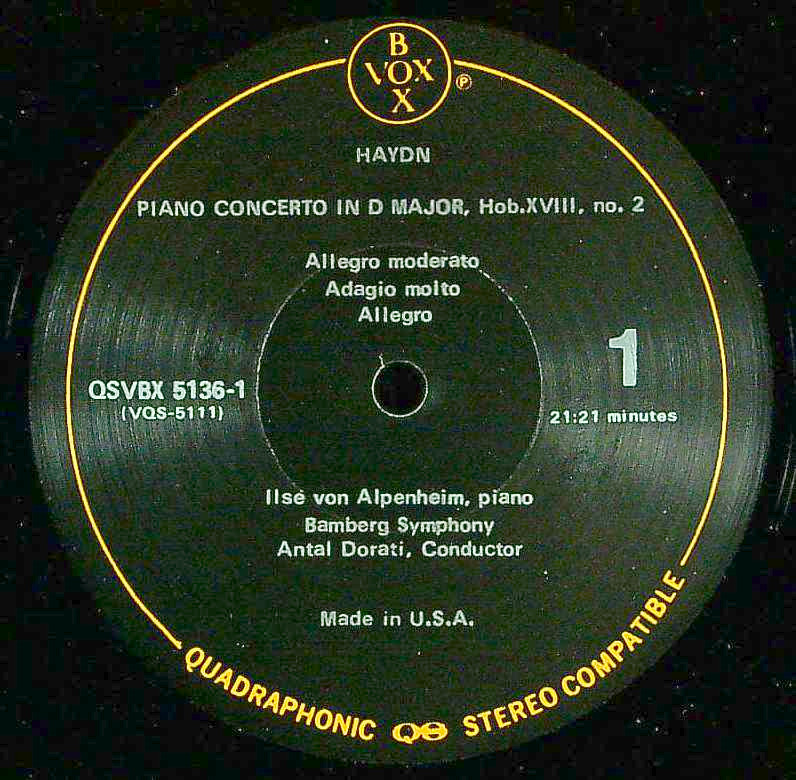 B
VOX
X
℗
HAYDN
PIANO CONCERTO IN D MAJOR, Hob.XVIII, no. 2
Allegro moderato
Adagio molto
Allegro
1
QSVBX 5136-1
(VQS-5111)
21:21 minutes
Ilse von Alpenheim, piano
Bamberg Symphony
Antal Dorati, Conductor
Made in U.S.A.
QUADRAPHONIC QS STEREO COMPATIBLE